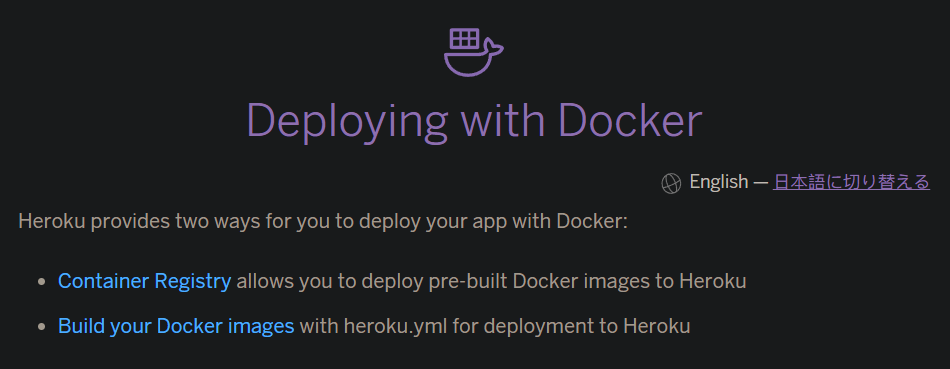 Deploying with Docker
English — 日本語に切り替える
Heroku provides two ways for you to deploy your app with Docker:
• Container Registry allows you to deploy pre-built Docker images to Heroku
• Build your Docker images with heroku.yml for deployment to Heroku